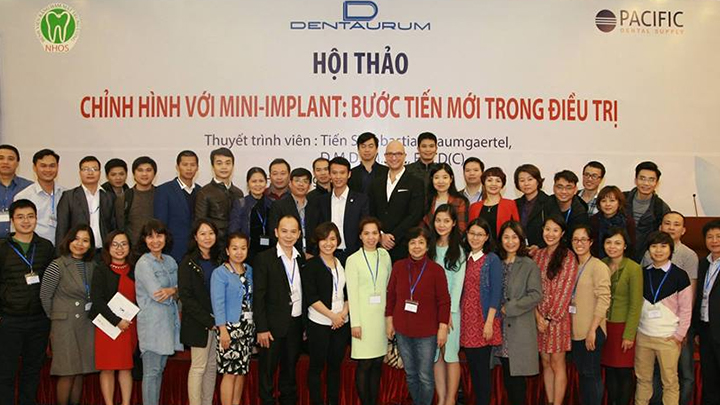 NHOS
D
DENTAURUM
PACIFIC
DENTAL SUPPLY
HỘI THẢO
CHỈNH HÌNH VỚI MINI-IMPLANT: BƯỚC TIẾN MỚI TRONG ĐIỀU TRỊ
Thuyết trình viên : Tiến